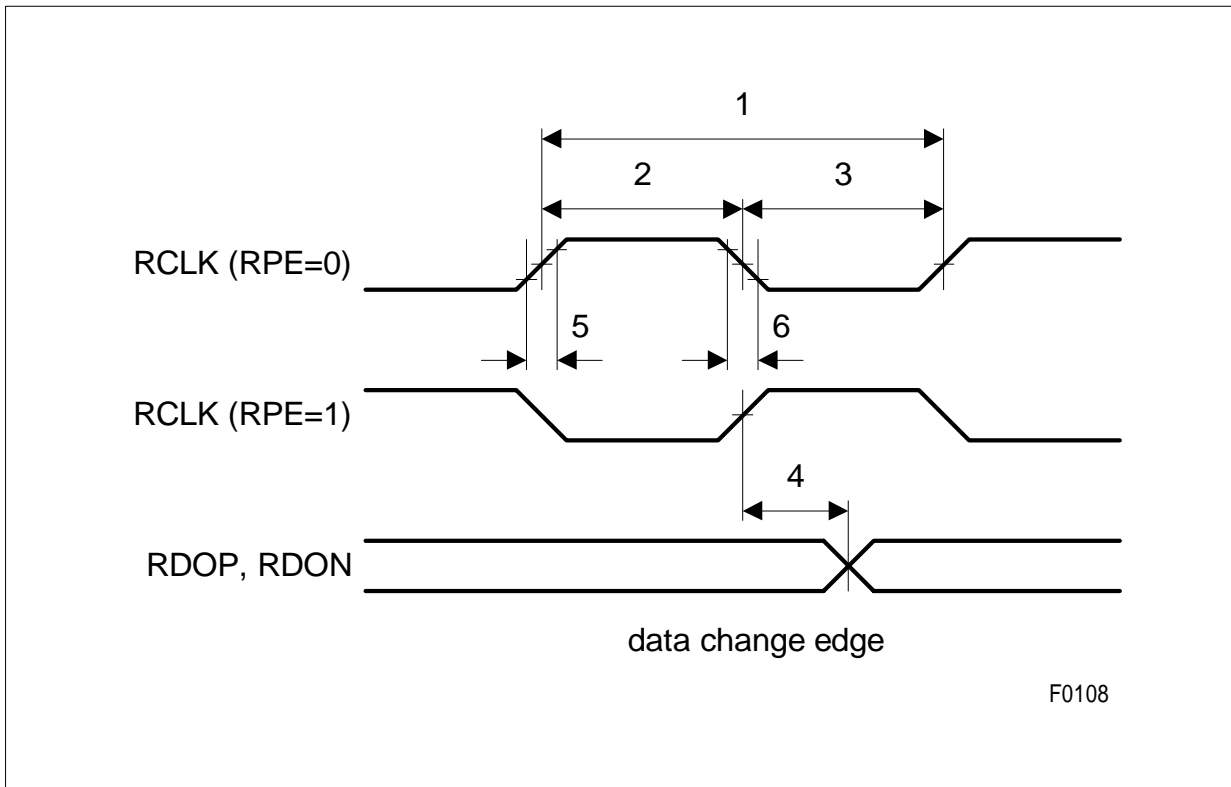 1
2 3
RCLK (RPE=0)
5 6
RCLK (RPE=1)
4
RDOP, RDON
data change edge
F0108